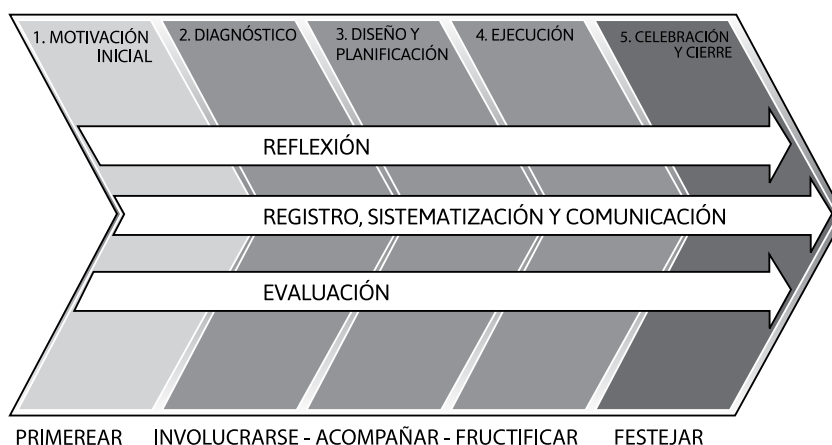 1. MOTIVACIÓN
INICIAL
2. DIAGNÓSTICO
3. DISEÑO Y
PLANIFICACIÓN
4. EJECUCIÓN
5. CELEBRACIÓN
Y CIERRE
REFLEXIÓN
REGISTRO, SISTEMATIZACIÓN Y COMUNICACIÓN
EVALUACIÓN
PRIMEREAR INVOLUCRARSE - ACOMPAÑAR - FRUCTIFICAR FESTEJAR